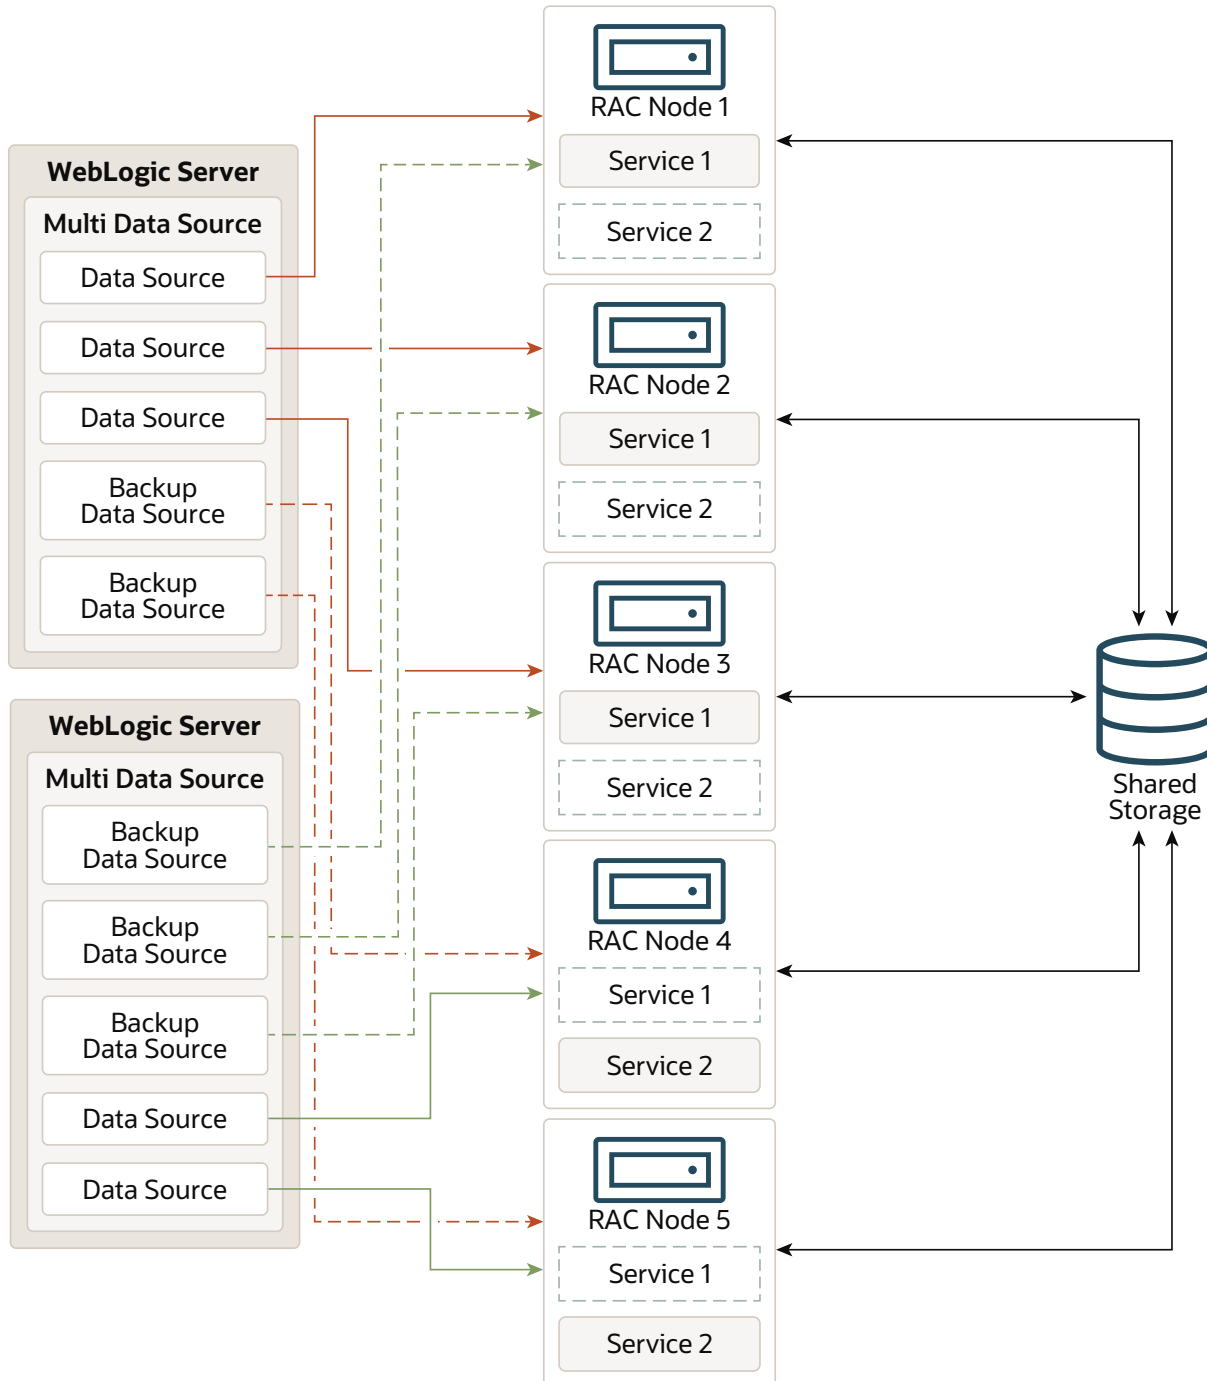 WebLogic Server
Multi Data Source
Data Source
Data Source
Data Source
Backup
Data Source
Backup
Data Source
WebLogic Server
Multi Data Source
Backup
Data Source
Backup
Data Source
Backup
Data Source
Data Source
Data Source
RAC Node 1
Service 1
Service 2
RAC Node 2
Service 1
Service 2
RAC Node 3
Service 1
Service 2
RAC Node 4
Service 1
Service 2
RAC Node 5
Service 1
Service 2
Shared
Storage